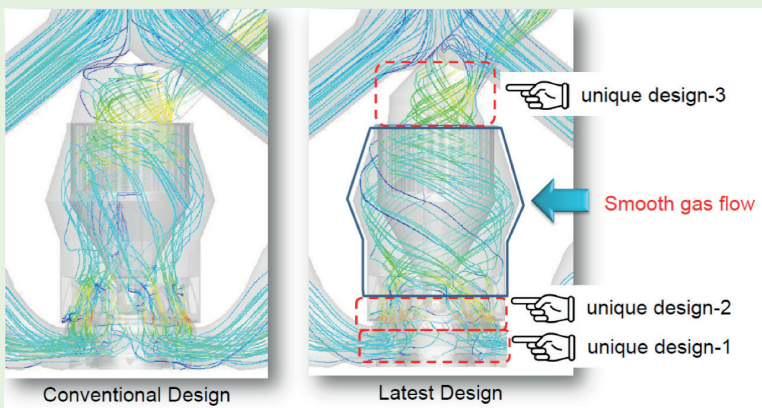 unique design-3
Smooth gas flow
unique design-2
unique design-1
Conventional Design
Latest Design